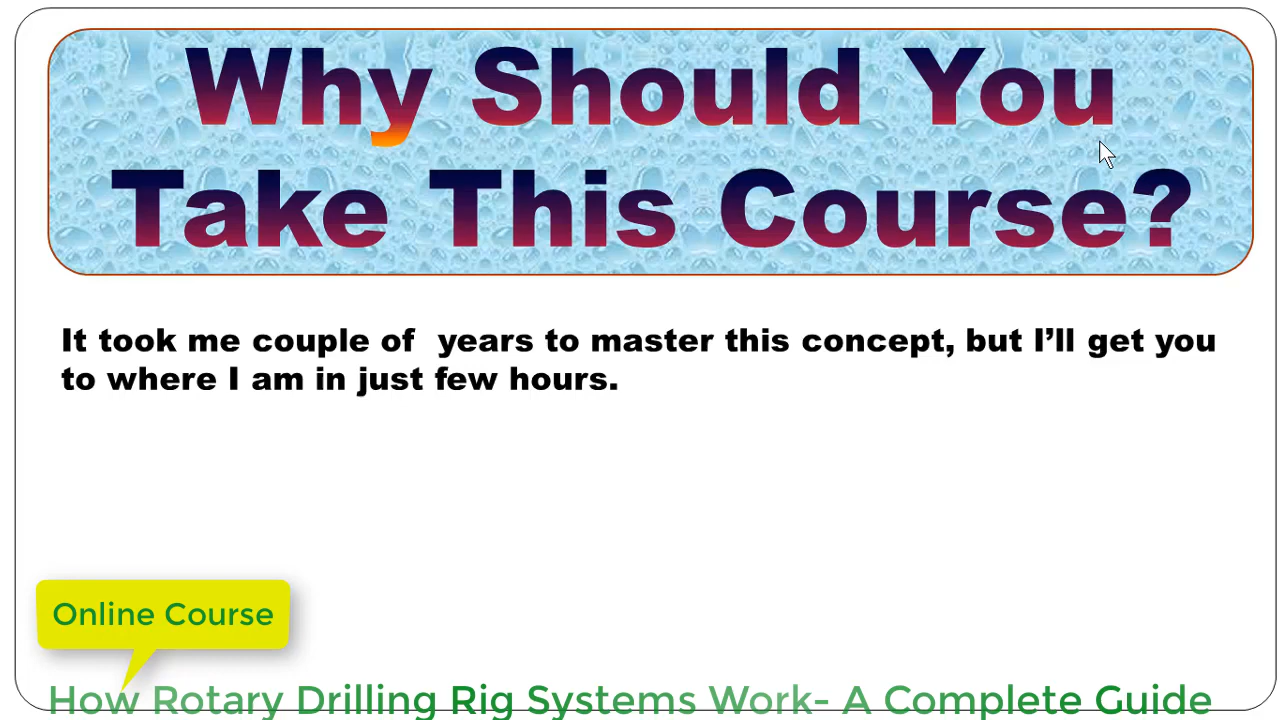 Why Should You
Take This Course?
It took me couple of  years to master this concept, but I’ll get you
to where I am in just few hours.
Online Course
How Rotary Drilling Rig Systems Work- A Complete Guide